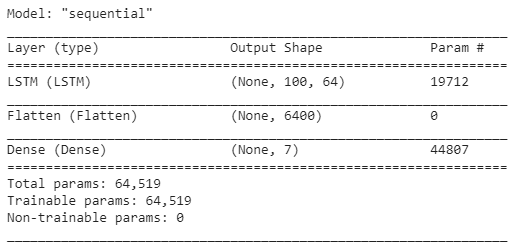 Model: "sequential"
_________________________________________________________________
Layer (type) Output Shape Param #
=================================================================
LSTM (LSTM) (None, 100, 64) 19712
_________________________________________________________________
Flatten (Flatten) (None, 6400) 0
_________________________________________________________________
Dense (Dense) (None, 7) 44807
=================================================================
Total params: 64,519
Trainable params: 64,519
Non-trainable params: 0
_________________________________________________________________